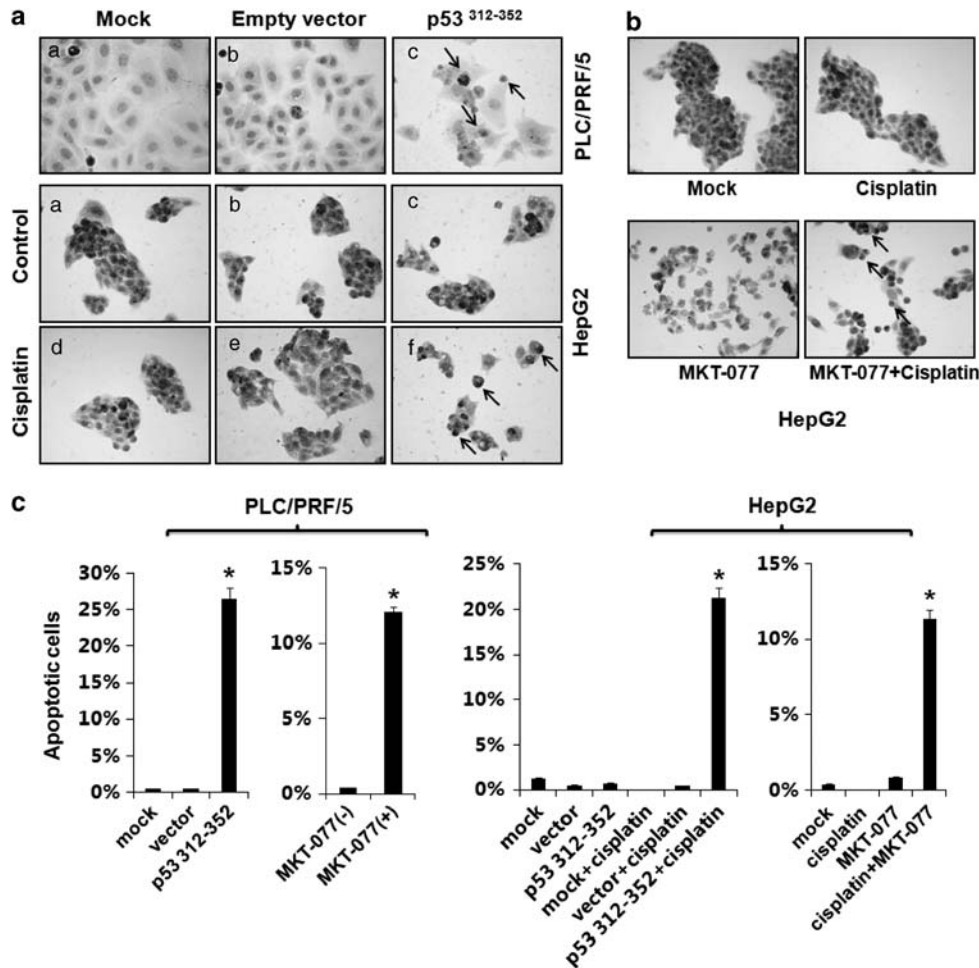 a
Mock Empty vector p53 312-352
a b c
PLC/PRF/5
Control
a b c
Cisplatin
d e f
HepG2
b
Mock Cisplatin
MKT-077 MKT-077+Cisplatin
HepG2
c
PLC/PRF/5
Apoptotic cells
30%
25%
20%
15%
10%
5%
0%
*
mock
vector
p53 312-352
15%
10%
5%
0%
*
MKT-077(-)
MKT-077(+)
HepG2
25%
20%
15%
10%
5%
0%
*
mock
vector
p53 312-352
mock+cisplatin
vector+cisplatin
p53 312-352+cisplatin
15%
10%
5%
0%
*
mock
cisplatin
MKT-077
cisplatin+MKT-077